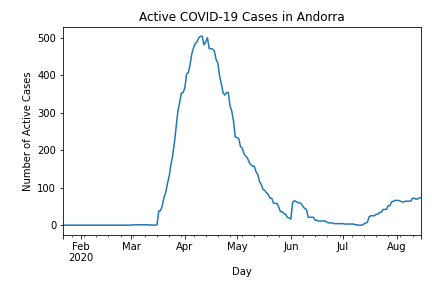 Active COVID-19 Cases in Andorra
Number of Active Cases
500
400
300
200
100
0
Feb
2020
Mar
Apr
May
Jun
Jul
Aug
Day